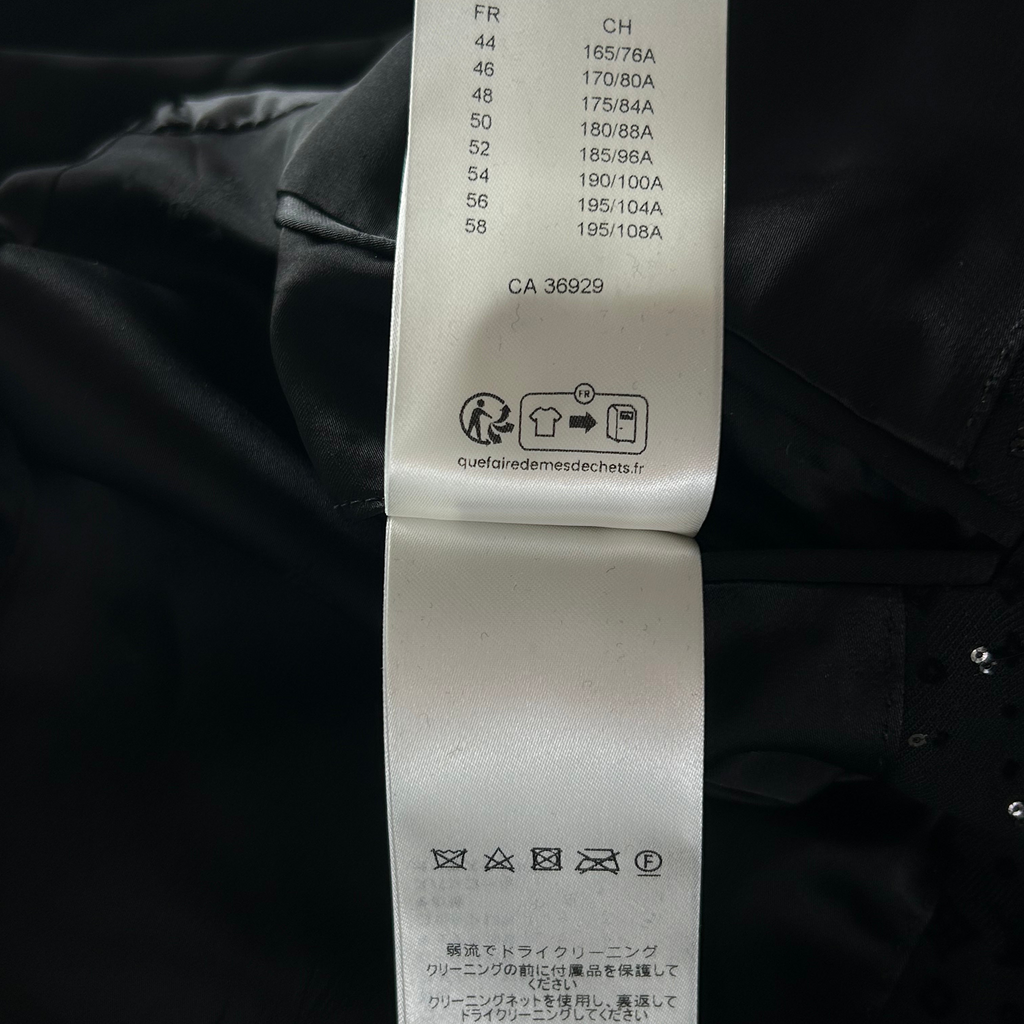 FR CH
44 165/76A
46 170/80A
48 175/84A
50 180/88A
52 185/96A
54 190/100A
56 195/104A
58 195/108A
CA 36929
FR
quefairedemesdechets.fr
F
弱流でドライクリーニング
クリーニングの前に付属品を保護して
ください
クリーニングネットを使用し、裏返して
ドライクリーニングしてください